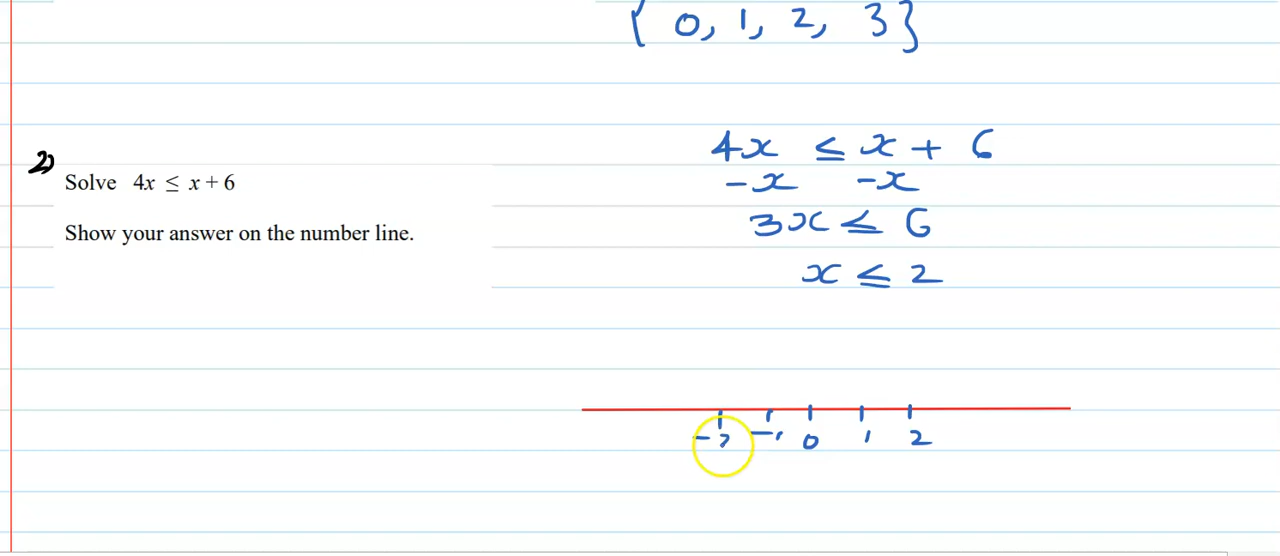 { 0, 1, 2, 3 }
2)
Solve 4x ≤ x + 6
Show your answer on the number line.
4x ≤ x + 6
-x -x
3x ≤ 6
x ≤ 2
-2 -1 0 1 2